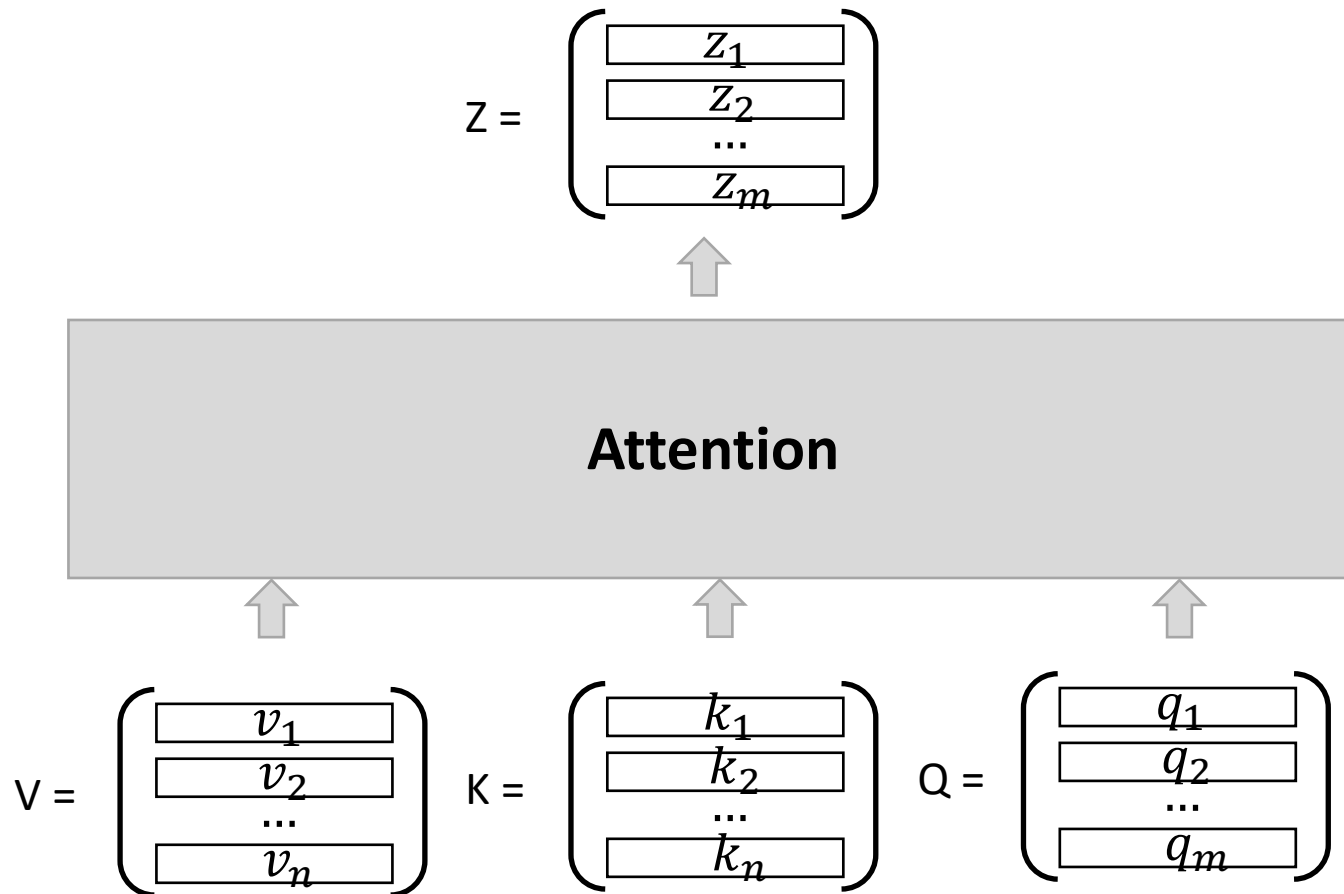 Z =
z₁
z₂
...
zₘ
Attention
V =
v₁
v₂
...
vₙ
K =
k₁
k₂
...
kₙ
Q =
q₁
q₂
...
qₘ